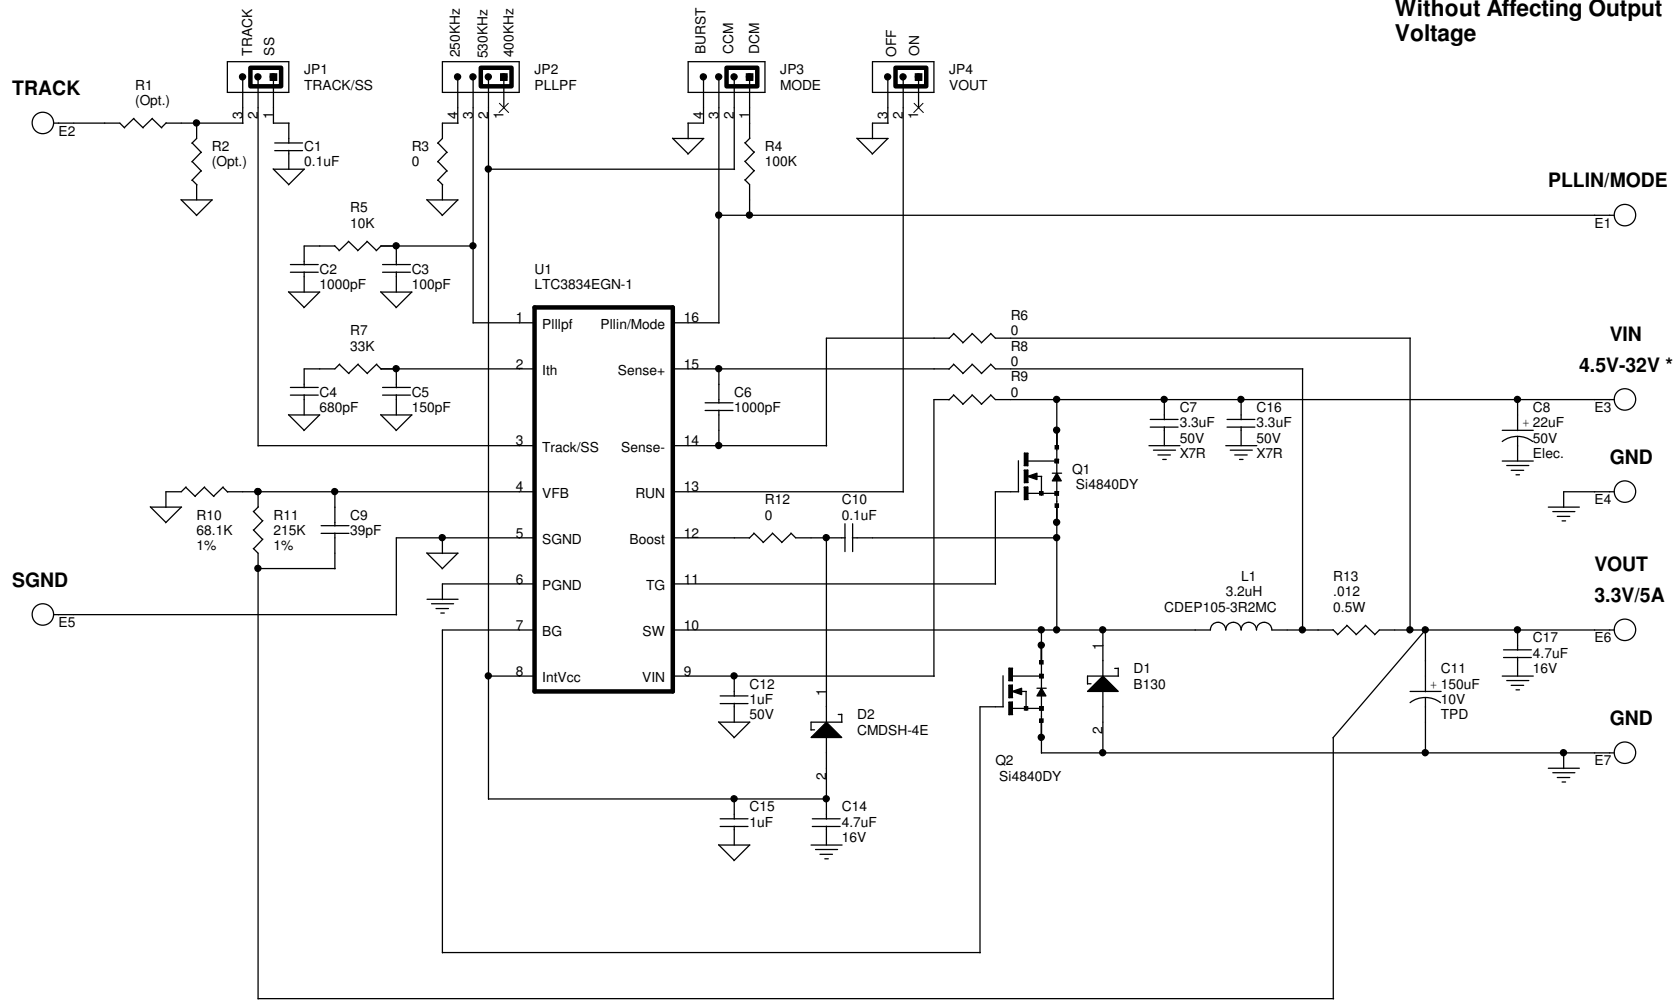 Without Affecting Output
Voltage
TRACK
SS
JP1
TRACK/SS
3
2
1
250KHz
530KHz
400KHz
JP2
PLLPF
4
3
2
1
BURST
CCM
DCM
JP3
MODE
4
3
2
1
OFF
ON
JP4
VOUT
3
2
1
TRACK
E2
R1
(Opt.)
R2
(Opt.)
C1
0.1uF
R3
0
R4
100K
PLLIN/MODE
E1
R5
10K
C2
1000pF
C3
100pF
U1
LTC3834EGN-1
R7
33K
C4
680pF
C5
150pF
1
Plllpf
2
Ith
3
Track/SS
4
VFB
5
SGND
6
PGND
7
BG
8
IntVcc
Pllin/Mode
16
Sense+
15
Sense-
14
RUN
13
Boost
12
TG
11
SW
10
VIN
9
R6
0
R8
0
R9
0
C6
1000pF
VIN
4.5V-32V *
E3
C7
3.3uF
50V
X7R
C16
3.3uF
50V
X7R
C8
+ 22uF
50V
Elec.
GND
E4
Q1
Si4840DY
R10
68.1K
1%
R11
215K
1%
C9
39pF
R12
0
C10
0.1uF
SGND
E5
L1
3.2uH
CDEP105-3R2MC
R13
.012
0.5W
VOUT
3.3V/5A
E6
C17
4.7uF
16V
C11
+ 150uF
10V
TPD
1
D1
B130
2
C12
1uF
50V
1
D2
CMDSH-4E
2
Q2
Si4840DY
GND
E7
C15
1uF
C14
4.7uF
16V